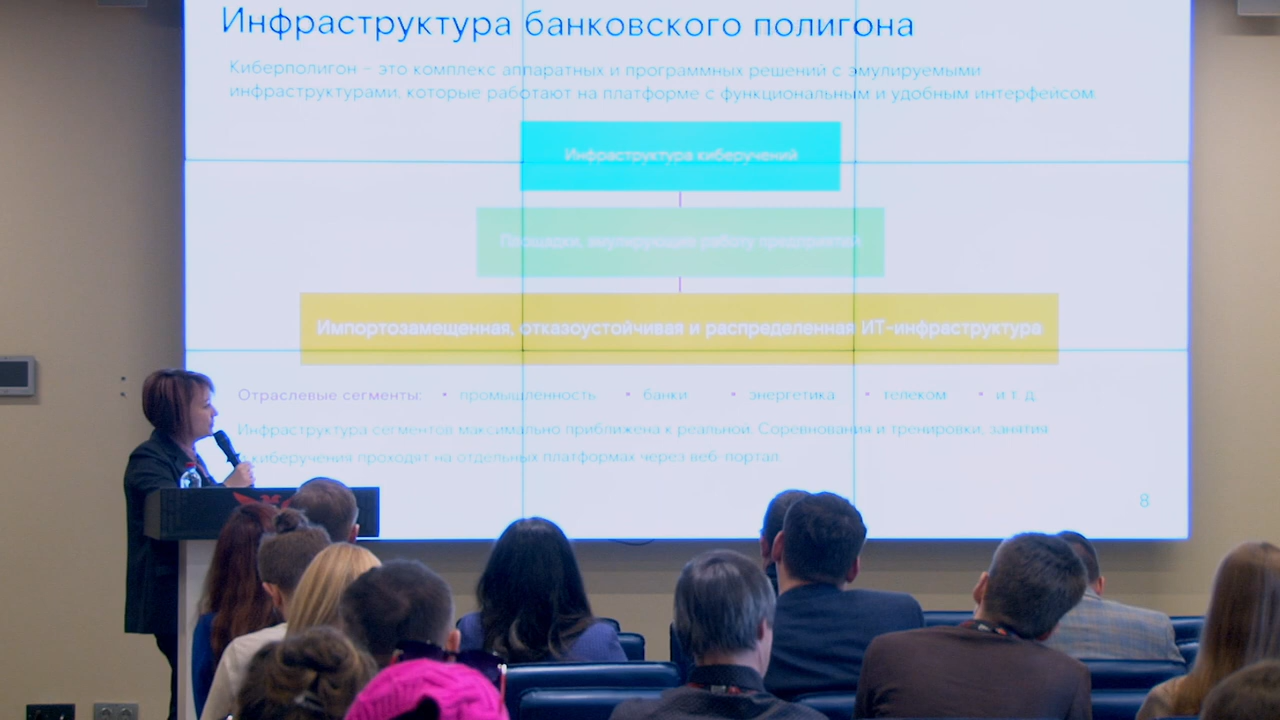 Инфраструктура банковского полигона
Киберполигон – это комплекс аппаратных и программных решений с эмулируемыми
инфраструктурами, которые работают на платформе с функциональным и удобным интерфейсом.
Инфраструктура киберучений
Площадки, эмулирующие работу предприятий
Импортозамещенная, отказоустойчивая и распределенная ИТ-инфраструктура
Отраслевые сегменты: • промышленность • банки • энергетика • телеком • и т. д.
Инфраструктура сегментов максимально приближена к реальной. Соревнования и тренировки, занятия
и киберучения проходят на отдельных платформах через веб-портал.
8